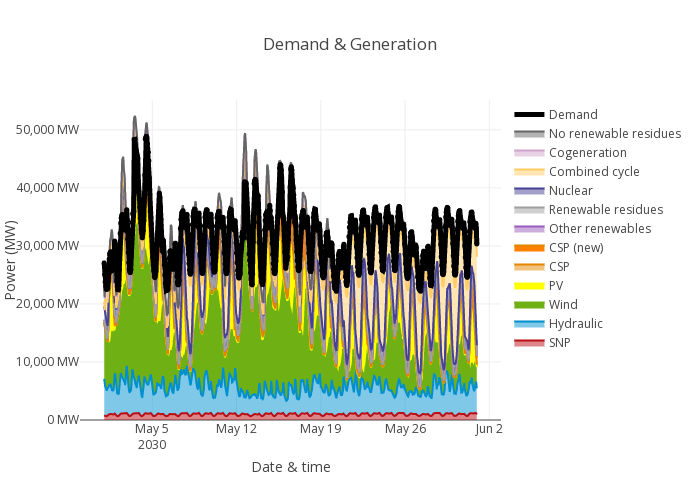 Demand & Generation
50,000 MW
40,000 MW
30,000 MW
20,000 MW
10,000 MW
0 MW
Power (MW)
May 5
2030
May 12
May 19
May 26
Jun 2
Date & time
Demand
No renewable residues
Cogeneration
Combined cycle
Nuclear
Renewable residues
Other renewables
CSP (new)
CSP
PV
Wind
Hydraulic
SNP